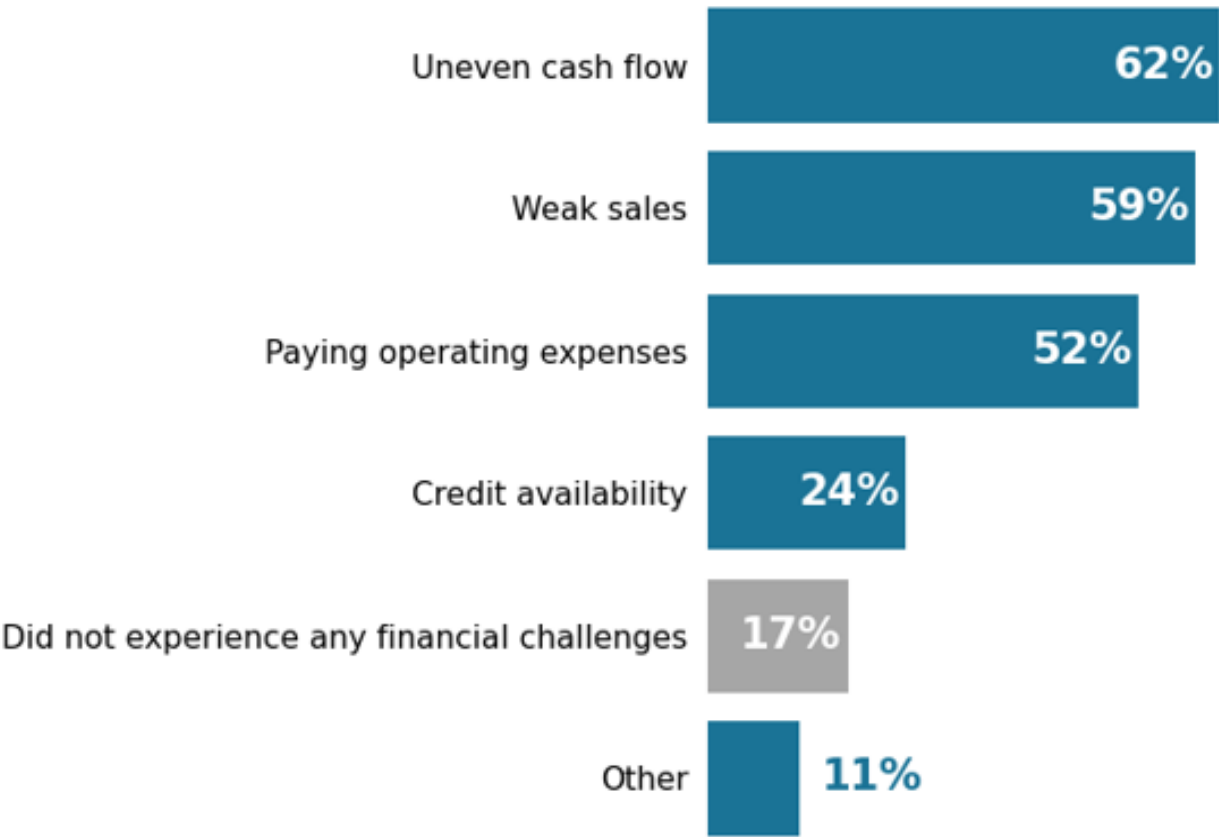 Uneven cash flow 62%
Weak sales 59%
Paying operating expenses 52%
Credit availability 24%
Did not experience any financial challenges 17%
Other 11%